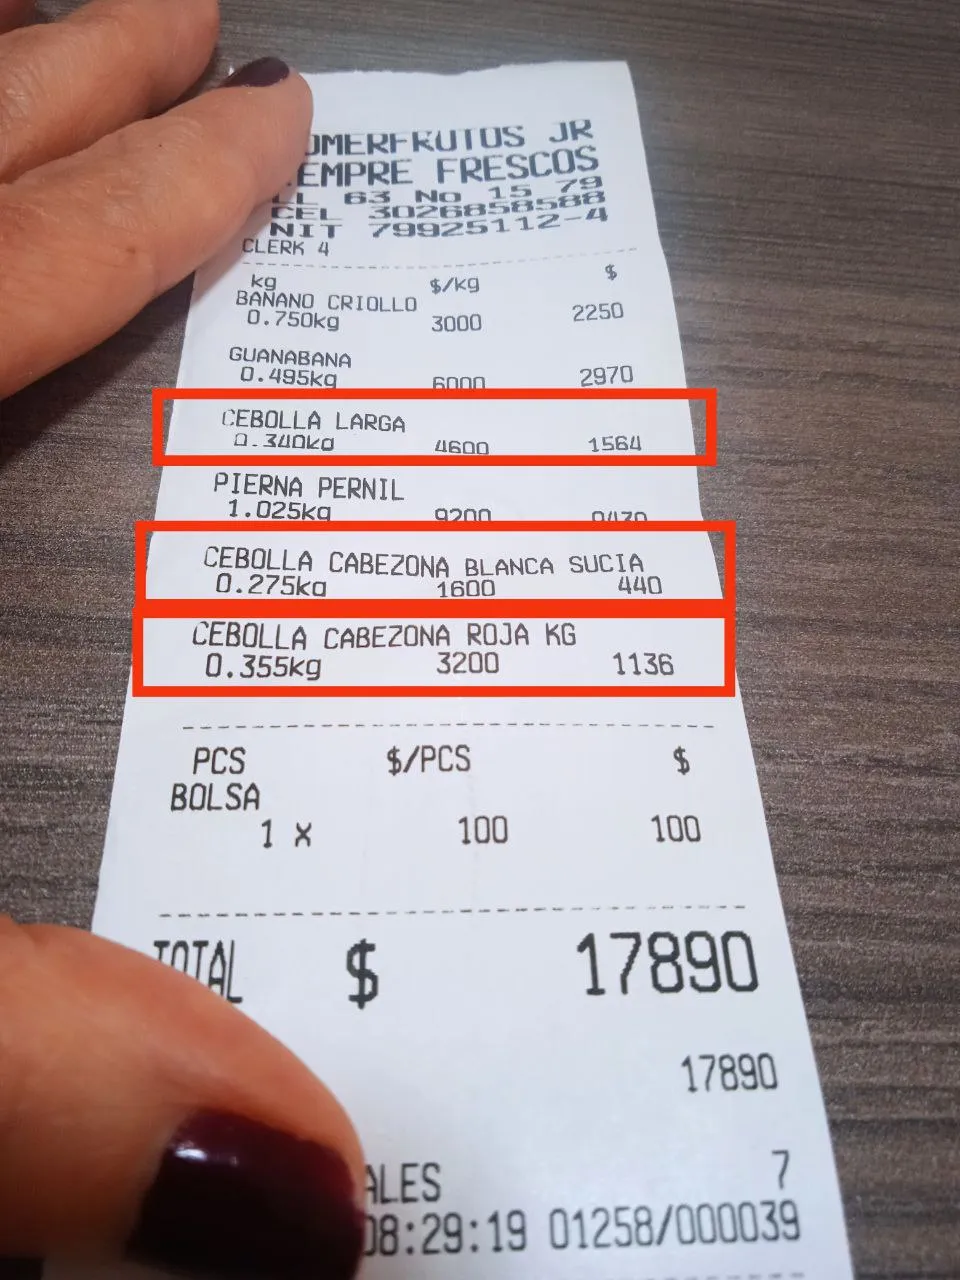 OMERFRUTOS JR
EMPRE FRESCOS
LL 63 No 15 79
CEL 3026858588
NIT 79925112-4
CLERK 4
kg $/kg $
BANANO CRIOLLO
0.750kg 3000 2250
GUANABANA
0.495kg 6000 2970
CEBOLLA LARGA
0.340kg 4600 1564
PIERNA PERNIL
1.025kg 9200 9430
CEBOLLA CABEZONA BLANCA SUCIA
0.275kg 1600 440
CEBOLLA CABEZONA ROJA KG
0.355kg 3200 1136
PCS $/PCS $
BOLSA
1 x 100 100
TOTAL $ 17890
17890
ALES 7
08:29:19 01258/000039